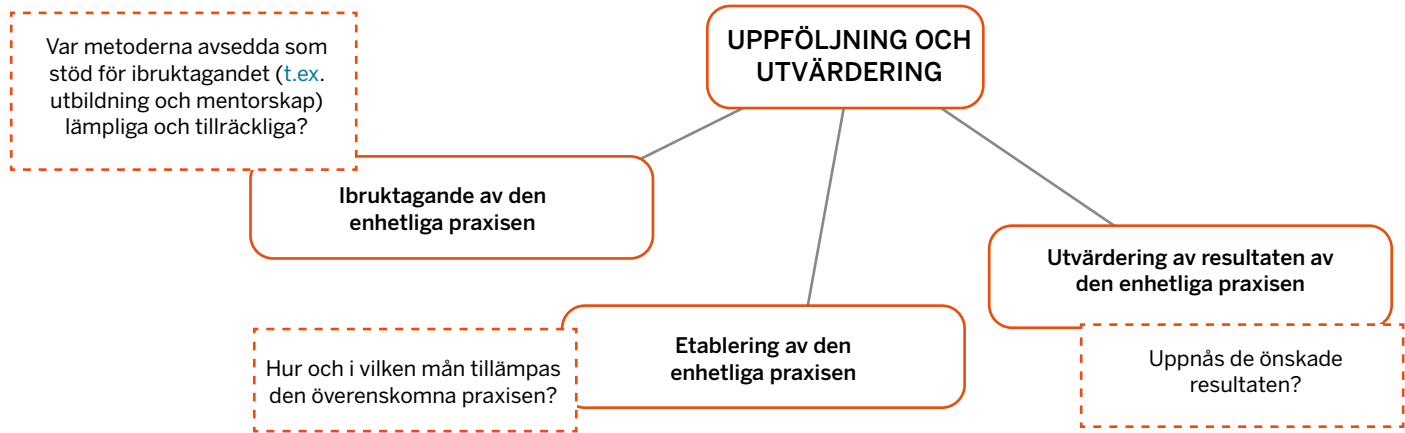 UPPFÖLJNING OCH
UTVÄRDERING
Var metoderna avsedda som
stöd för ibruktagandet (t.ex.
utbildning och mentorskap)
lämpliga och tillräckliga?
Ibruktagande av den
enhetliga praxisen
Utvärdering av resultaten av
den enhetliga praxisen
Etablering av den
enhetliga praxisen
Hur och i vilken mån tillämpas
den överenskomna praxisen?
Uppnås de önskade
resultaten?